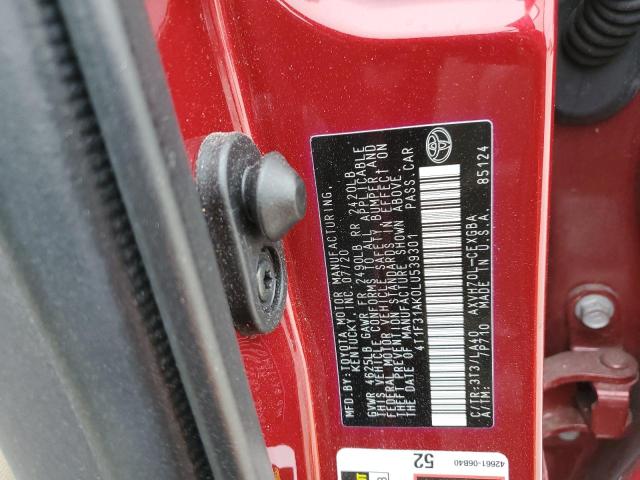 MFD.BY:TOYOTA MOTOR MANUFACTURING,
KENTUCKY, INC. 07/20
GVWR 4625LB GAWR FR 2490LB RR 2420LB
THIS VEHICLE CONFORMS TO ALL APPLICABLE
FEDERAL MOTOR VEHICLE SAFETY, BUMPER, AND
THEFT PREVENTION STANDARDS IN EFFECT ON
THE DATE OF MANUFACTURE SHOWN ABOVE.
4T1F31AK0LU539301 PASS.CAR
C/TR:3T3/LA40 AXVH70L-CEXGBA
A/TM: 7P710 MADE IN U.S.A. 85124
52
42661-06B40